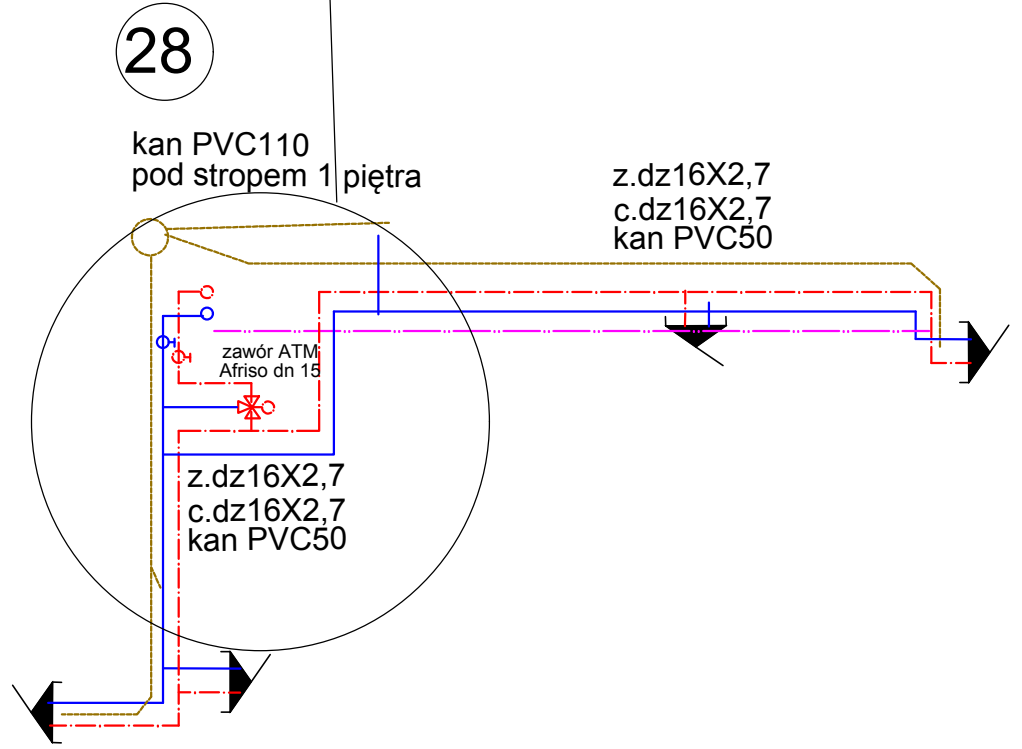 28
kan PVC110
pod stropem 1 piętra
z.dz16X2,7
c.dz16X2,7
kan PVC50
zawór ATM
Afriso dn 15
z.dz16X2,7
c.dz16X2,7
kan PVC50